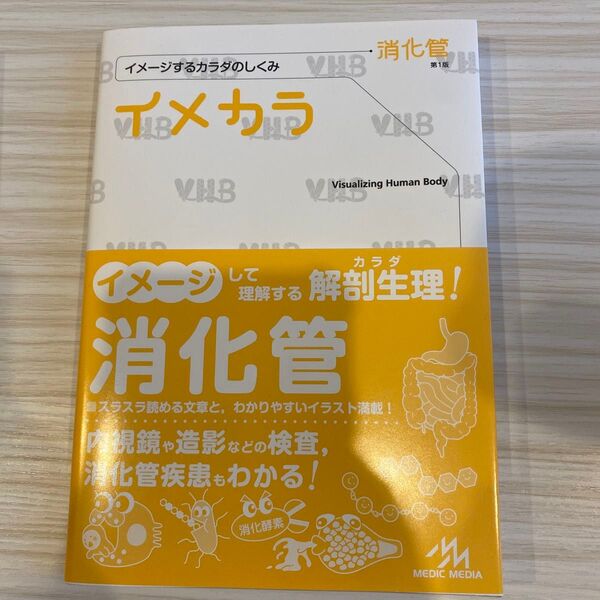 消化管
第1版
イメージするカラダのしくみ
イメカラ
VHB
VHB
VHB
VHB
VHB
VHB
Visualizing Human Body
イメージして
理解する
解剖生理!
カラダ
消化管
スラスラ読める文章と，わかりやすいイラスト満載！
内視鏡や造影などの検査，
消化管疾患もわかる！
消化酵素
MEDIC MEDIA